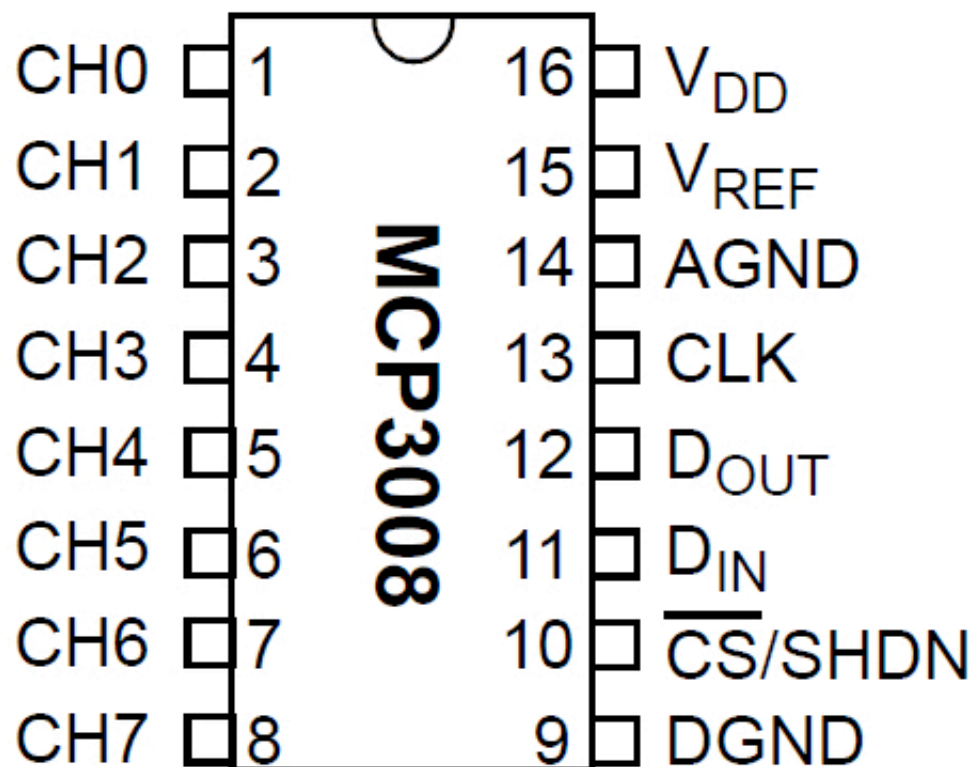 CH0 1 16 VDD
CH1 2 15 VREF
CH2 3 14 AGND
CH3 4 13 CLK
CH4 5 12 DOUT
CH5 6 11 DIN
CH6 7 10 C̅S̅/SHDN
CH7 8 9 DGND
MCP3008